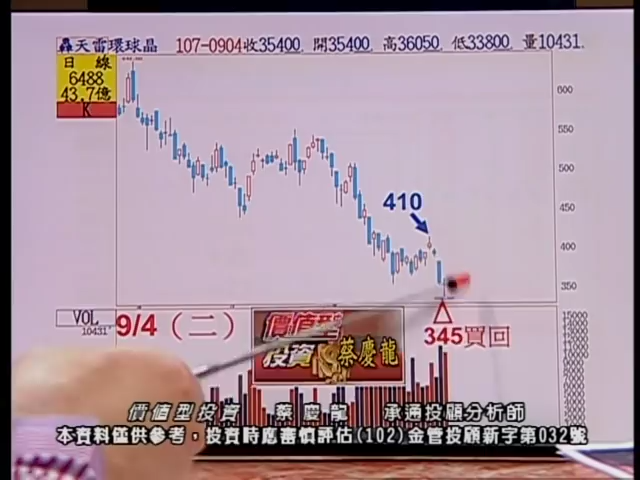 轟天雷環球晶 107-0904收35400, 開35400, 高36050, 低33800, 量10431.
日 線
6488
43.7億
K
600
550
500
450
410
400
350
VOL
10431
9/4 (二)
價值型
投資
蔡慶龍
345買回
15000
價值型投資 蔡慶龍 承通投顧分析師
本資料僅供參考，投資時應審慎評估(102)金管投顧新字第032號